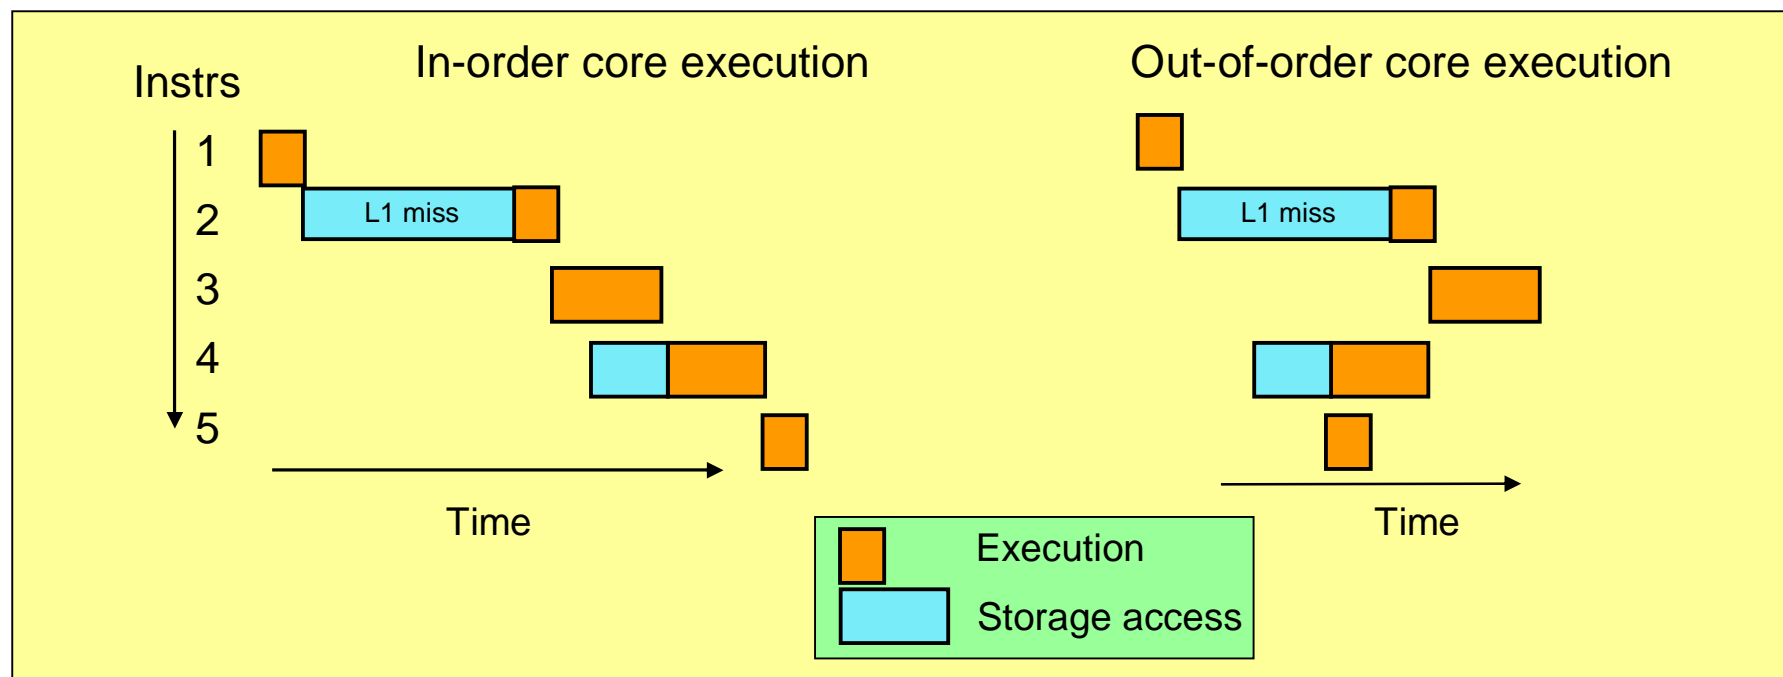 In-order core execution
Out-of-order core execution
Instrs
1
2
3
4
5
L1 miss
L1 miss
Time
Time
Execution
Storage access